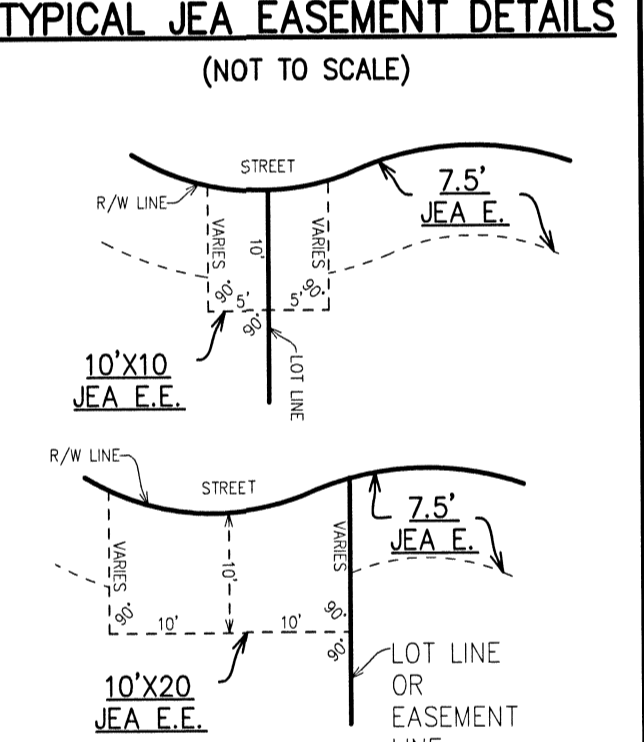 TYPICAL JEA EASEMENT DETAILS
(NOT TO SCALE)
STREET
R/W LINE
7.5'
JEA E.
VARIES
10'
VARIES
90°
5'
5'
90°
90°
10'X10
JEA E.E.
LOT LINE
R/W LINE
STREET
7.5'
JEA E.
VARIES
10'
VARIES
90°
10'
10'
90°
90°
10'X20
JEA E.E.
LOT LINE
OR
EASEMENT
LINE